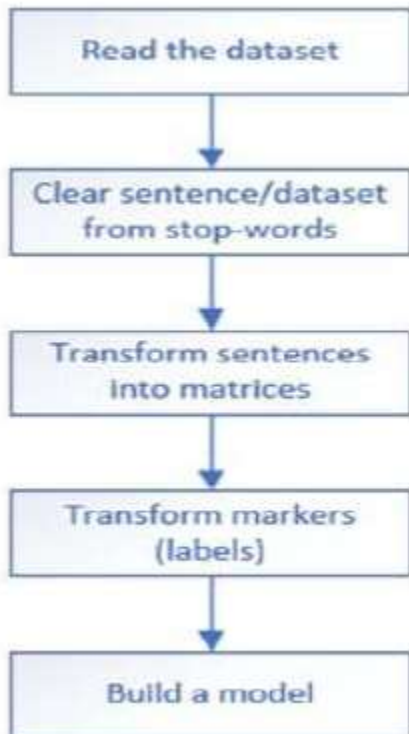 Read the dataset
Clear sentence/dataset
from stop-words
Transform sentences
into matrices
Transform markers
(labels)
Build a model